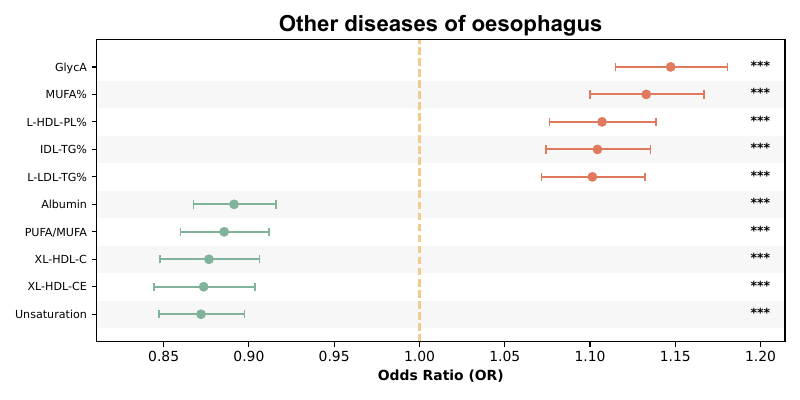 Other diseases of oesophagus
GlycA ***
MUFA% ***
L-HDL-PL% ***
IDL-TG% ***
L-LDL-TG% ***
Albumin ***
PUFA/MUFA ***
XL-HDL-C ***
XL-HDL-CE ***
Unsaturation ***
0.85 0.90 0.95 1.00 1.05 1.10 1.15 1.20
Odds Ratio (OR)